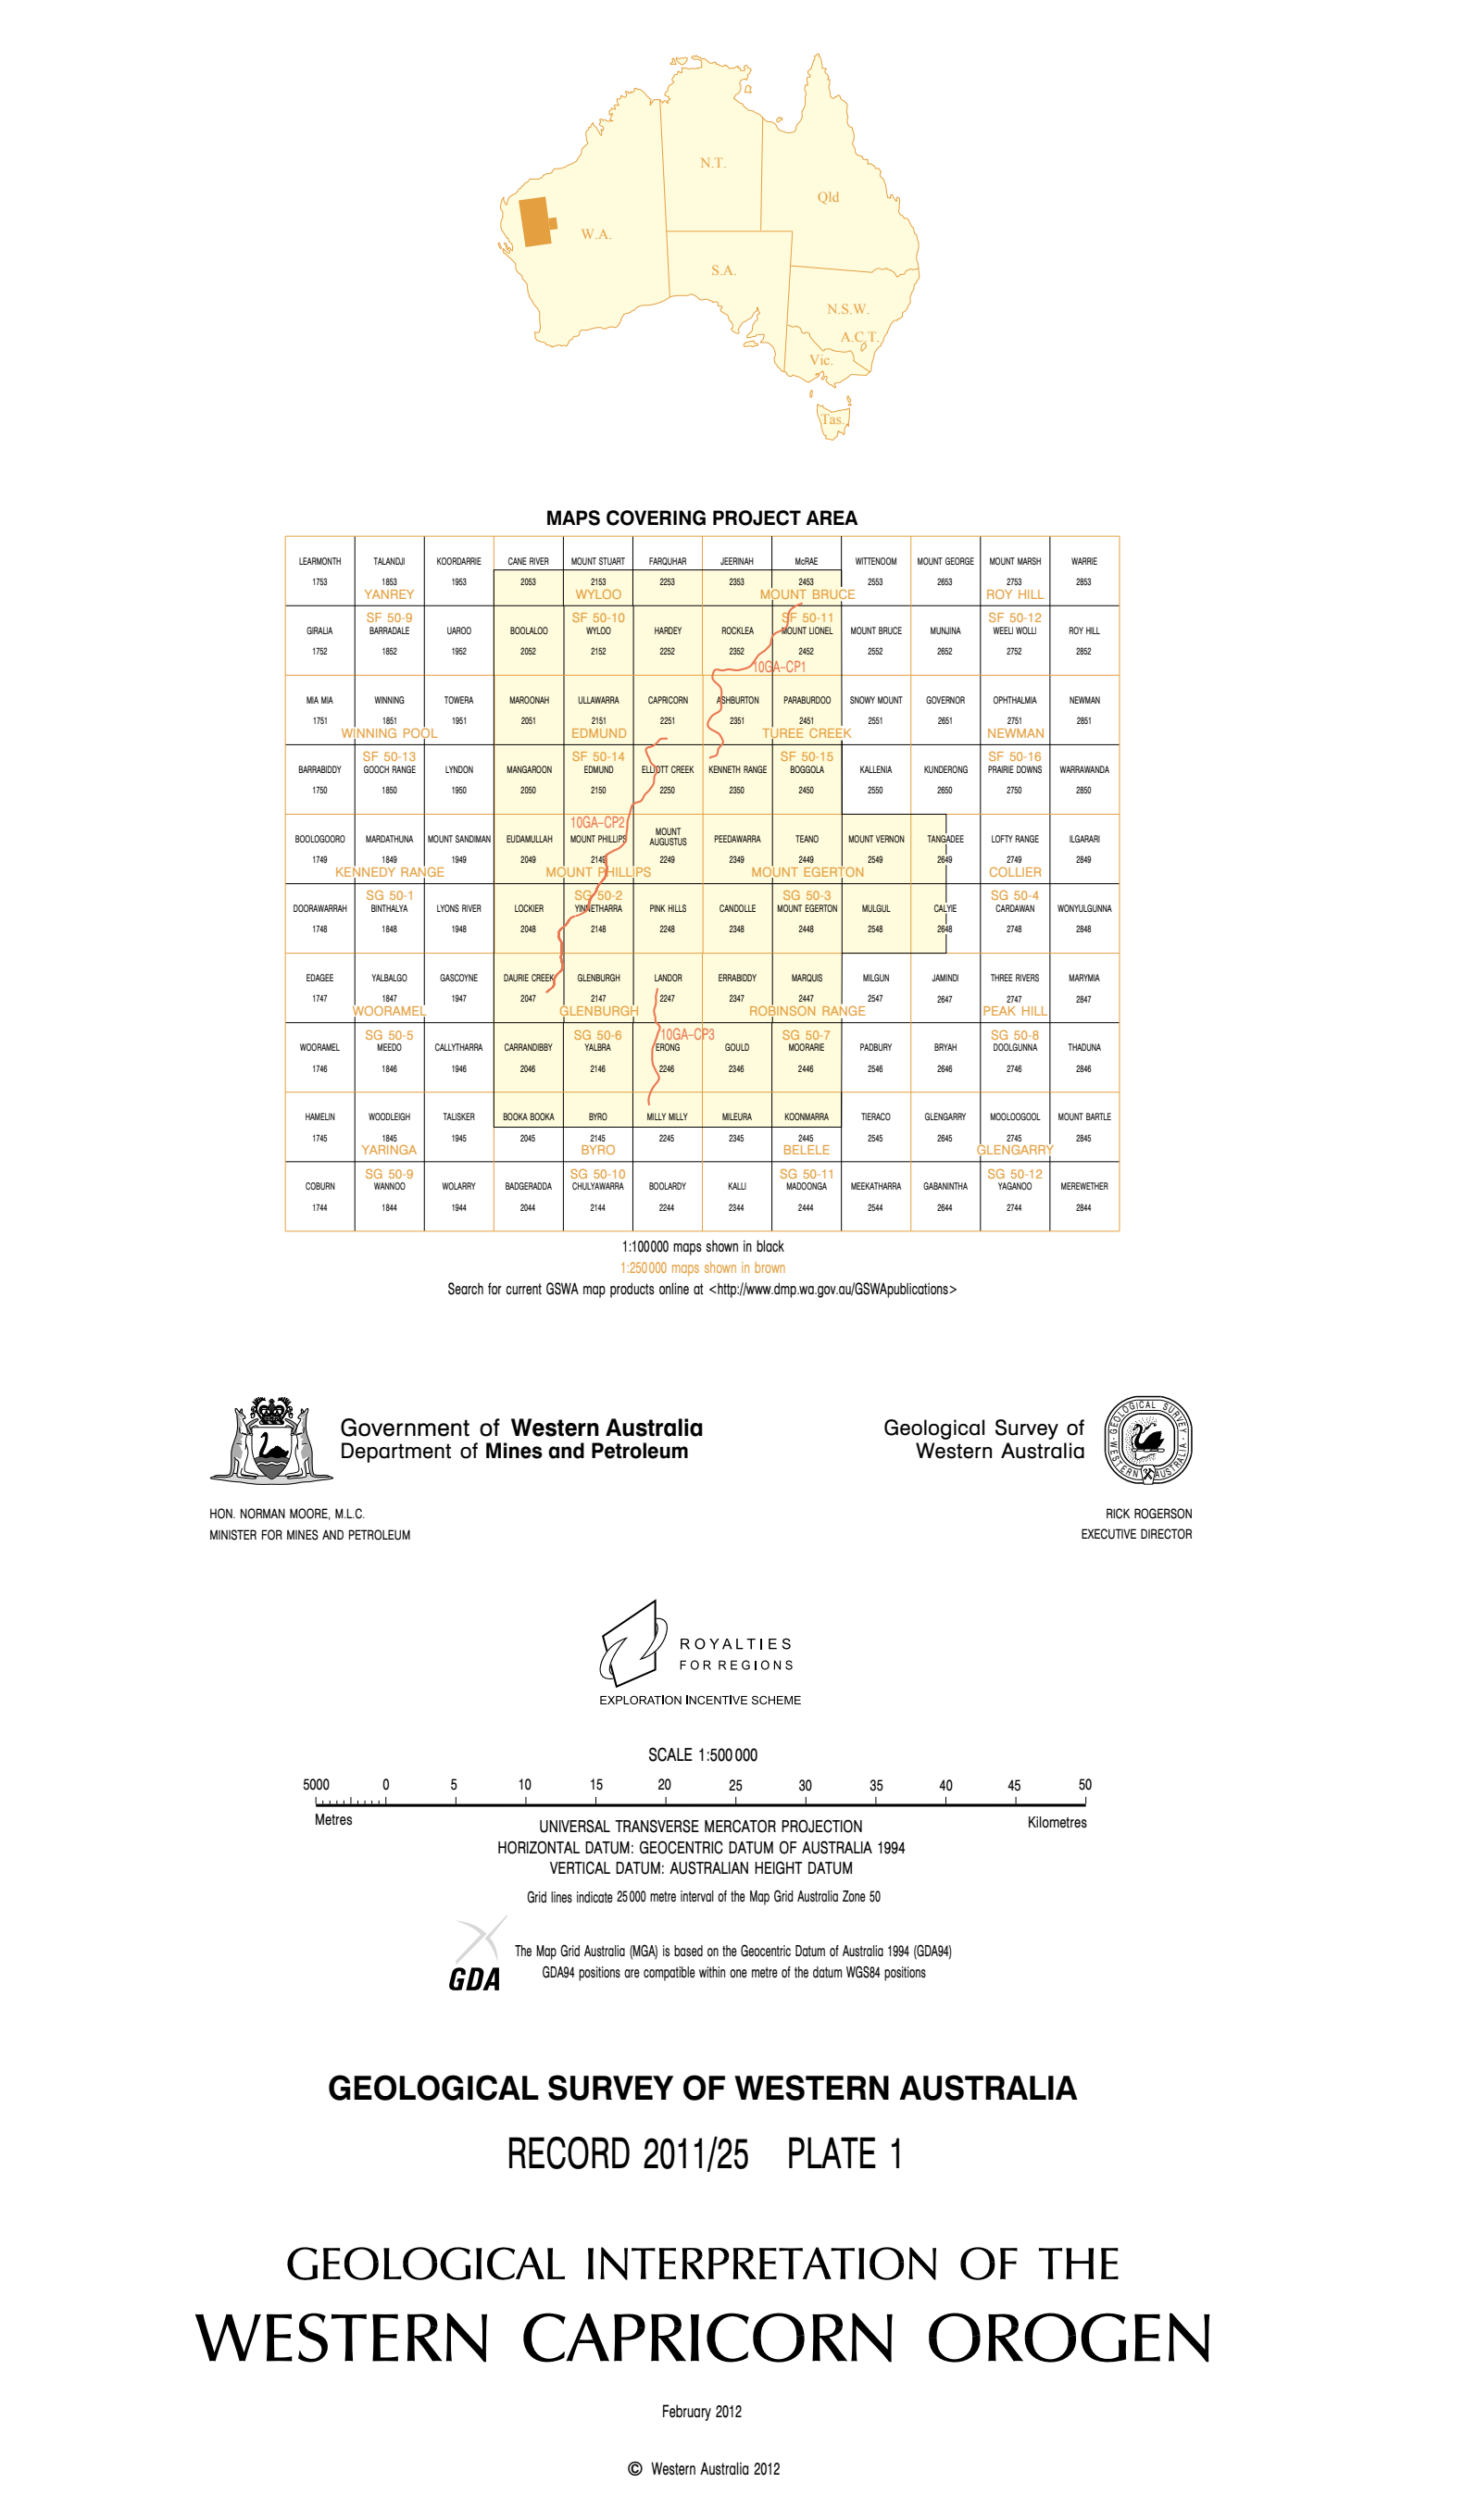 N.T.
Qld
W.A.
S.A.
N.S.W.
A.C.T.
Vic.
Tas.
MAPS COVERING PROJECT AREA
LEARMONTH TALANDJI KOORDARRIE CANE RIVER MOUNT STUART FARQUHAR JEERINAH McRAE WITTENOOM MOUNT GEORGE MOUNT MARSH WARRIE
1753 1853 1953 2053 2153 2253 2353 2453 2553 2653 2753 2853
YANREY WYLOO MOUNT BRUCE ROY HILL
SF 50-9 SF 50-10 SF 50-11 SF 50-12
GIRALIA BARRADALE UAROO BOOLALOO WYLOO HARDEY ROCKLEA MOUNT LIONEL MOUNT BRUCE MUNJINA WEELI WOLLI ROY HILL
1752 1852 1952 2052 2152 2252 2352 2452 2552 2652 2752 2852
10GA-CP1
MIA MIA WINNING TOWERA MAROONAH ULLAWARRA CAPRICORN ASHBURTON PARABURDOO SNOWY MOUNT GOVERNOR OPHTHALMIA NEWMAN
1751 1851 1951 2051 2151 2251 2351 2451 2551 2651 2751 2851
WINNING POOL EDMUND TUREE CREEK NEWMAN
SF 50-13 SF 50-14 SF 50-15 SF 50-16
BARRABIDDY GOOCH RANGE LYNDON MANGAROON EDMUND ELLIOTT CREEK KENNETH RANGE BOGGOLA KALLENIA KUNDERONG PRAIRIE DOWNS WARRAWANDA
1750 1850 1950 2050 2150 2250 2350 2450 2550 2650 2750 2850
10GA-CP2
BOOLOGOORO MARDATHUNA MOUNT SANDIMAN EUDAMULLAH MOUNT PHILLIPS MOUNT AUGUSTUS PEEDAWARRA TEANO MOUNT VERNON TANGADEE LOFTY RANGE ILGARARI
1749 1849 1949 2049 2149 2249 2349 2449 2549 2649 2749 2849
KENNEDY RANGE MOUNT PHILLIPS MOUNT EGERTON COLLIER
SG 50-1 SG 50-2 SG 50-3 SG 50-4
DOORAWARRAH BINTHALYA LYONS RIVER LOCKIER YINNETHARRA PINK HILLS CANDOLLE MOUNT EGERTON MULGUL CALYIE CARDAWAN WONYULGUNNA
1748 1848 1948 2048 2148 2248 2348 2448 2548 2648 2748 2848
EDAGEE YALBALGO GASCOYNE DAURIE CREEK GLENBURGH LANDOR ERRABIDDY MARQUIS MILGUN JAMINDI THREE RIVERS MARYMIA
1747 1847 1947 2047 2147 2247 2347 2447 2547 2647 2747 2847
WOORAMEL GLENBURGH ROBINSON RANGE PEAK HILL
SG 50-5 SG 50-6 10GA-CP3 SG 50-7 SG 50-8
WOORAMEL MEEDO CALLYTHARRA CARRANDIBBY YALBRA ERONG GOULD MOORARIE PADBURY BRYAH DOOLGUNNA THADUNA
1746 1846 1946 2046 2146 2246 2346 2446 2546 2646 2746 2846
HAMELIN WOODLEIGH TALISKER BOOKA BOOKA BYRO MILLY MILLY MILEURA KOONMARRA TIERACO GLENGARRY MOOLOOGOOL MOUNT BARTLE
1745 1845 1945 2045 2145 2245 2345 2445 2545 2645 2745 2845
YARINGA BYRO BELELE GLENGARRY
SG 50-9 SG 50-10 SG 50-11 SG 50-12
COBURN WANNOO WOLARRY BADGERADDA CHULYAWARRA BOOLARDY KALLI MADOONGA MEEKATHARRA GABANINTHA YAGANOO MEREWETHER
1744 1844 1944 2044 2144 2244 2344 2444 2544 2644 2744 2844
1:100 000 maps shown in black
1:250 000 maps shown in brown
Search for current GSWA map products online at <http://www.dmp.wa.gov.au/GSWApublications>
Government of Western Australia
Department of Mines and Petroleum
Geological Survey of
Western Australia
GEOLOGICAL SURVEY · WESTERN AUSTRALIA ·
HON. NORMAN MOORE, M.L.C.
MINISTER FOR MINES AND PETROLEUM
RICK ROGERSON
EXECUTIVE DIRECTOR
ROYALTIES
FOR REGIONS
EXPLORATION INCENTIVE SCHEME
SCALE 1:500 000
5000 0 5 10 15 20 25 30 35 40 45 50
Metres Kilometres
UNIVERSAL TRANSVERSE MERCATOR PROJECTION
HORIZONTAL DATUM: GEOCENTRIC DATUM OF AUSTRALIA 1994
VERTICAL DATUM: AUSTRALIAN HEIGHT DATUM
Grid lines indicate 25 000 metre interval of the Map Grid Australia Zone 50
GDA
The Map Grid Australia (MGA) is based on the Geocentric Datum of Australia 1994 (GDA94)
GDA94 positions are compatible within one metre of the datum WGS84 positions
GEOLOGICAL SURVEY OF WESTERN AUSTRALIA
RECORD 2011/25 PLATE 1
GEOLOGICAL INTERPRETATION OF THE
WESTERN CAPRICORN OROGEN
February 2012
© Western Australia 2012